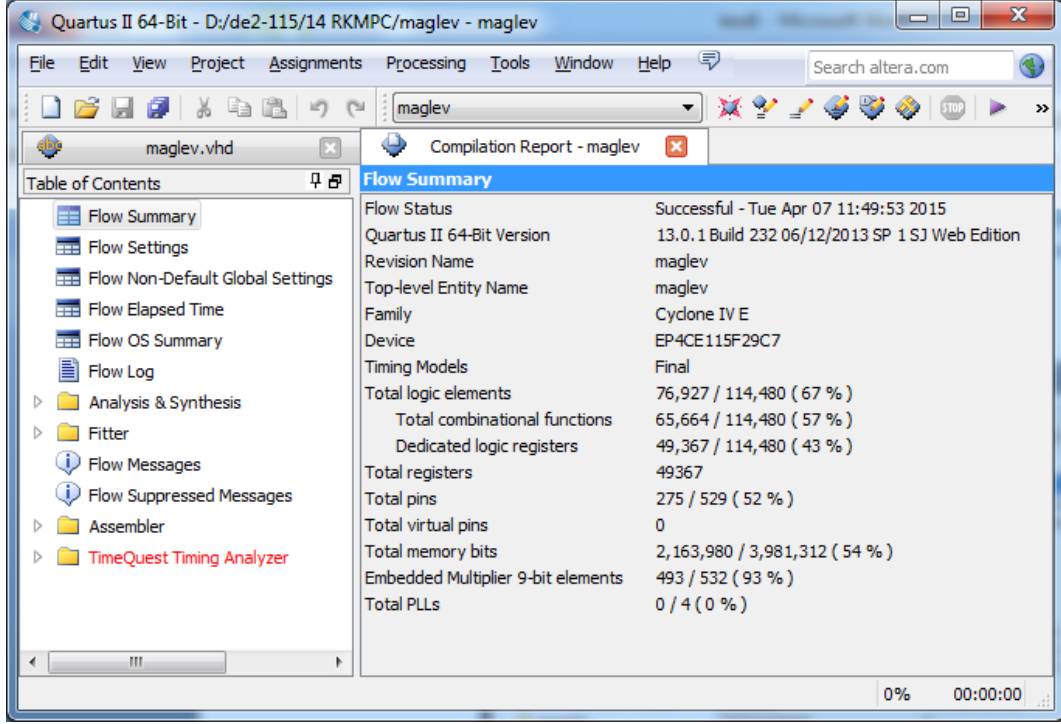 Quartus II 64-Bit - D:/de2-115/14 RKMPC/maglev - maglev
File Edit View Project Assignments Processing Tools Window Help Search altera.com
maglev STOP »
abc maglev.vhd Compilation Report - maglev
Table of Contents
Flow Summary
Flow Settings
Flow Non-Default Global Settings
Flow Elapsed Time
Flow OS Summary
Flow Log
Analysis & Synthesis
Fitter
Flow Messages
Flow Suppressed Messages
Assembler
TimeQuest Timing Analyzer
Flow Summary
Flow Status Successful - Tue Apr 07 11:49:53 2015
Quartus II 64-Bit Version 13.0.1 Build 232 06/12/2013 SP 1 SJ Web Edition
Revision Name maglev
Top-level Entity Name maglev
Family Cyclone IV E
Device EP4CE115F29C7
Timing Models Final
Total logic elements 76,927 / 114,480 ( 67 % )
Total combinational functions 65,664 / 114,480 ( 57 % )
Dedicated logic registers 49,367 / 114,480 ( 43 % )
Total registers 49367
Total pins 275 / 529 ( 52 % )
Total virtual pins 0
Total memory bits 2,163,980 / 3,981,312 ( 54 % )
Embedded Multiplier 9-bit elements 493 / 532 ( 93 % )
Total PLLs 0 / 4 ( 0 % )
0% 00:00:00